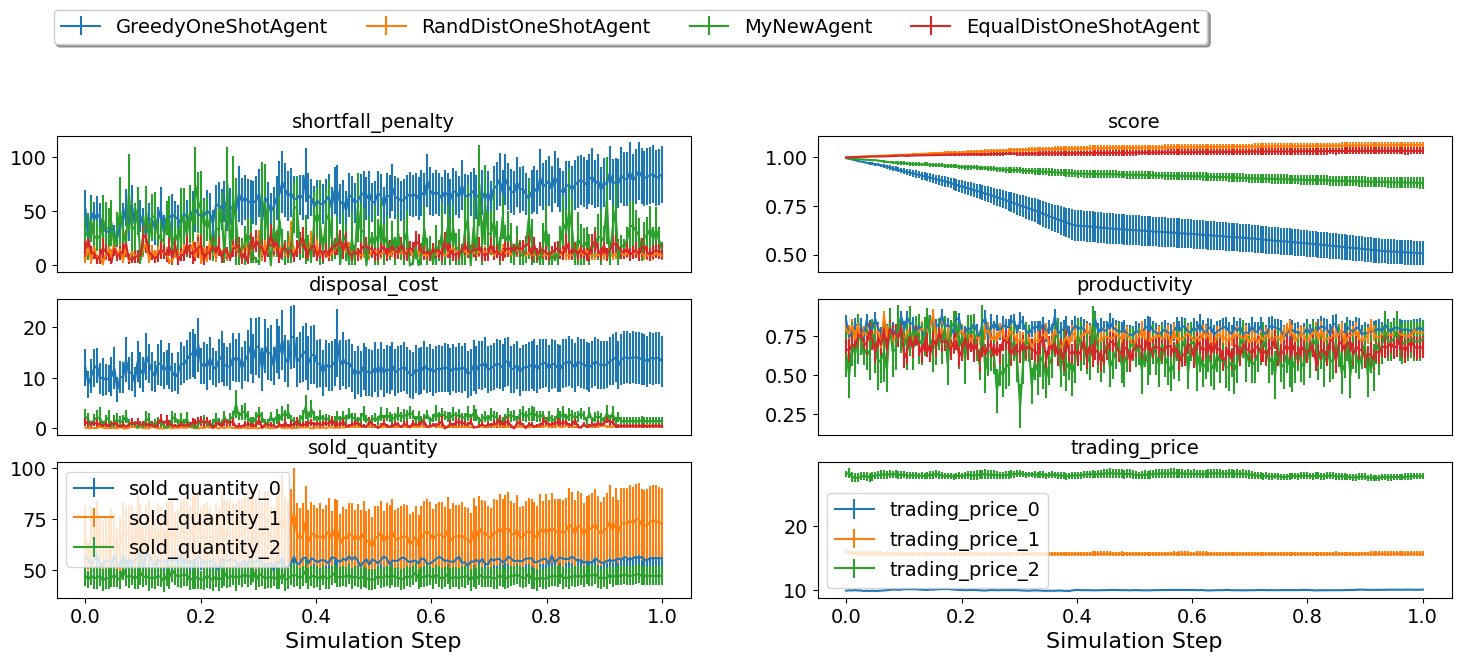 GreedyOneShotAgent RandDistOneShotAgent MyNewAgent EqualDistOneShotAgent
shortfall_penalty
100
50
0
score
1.00
0.75
0.50
disposal_cost
20
10
0
productivity
0.75
0.50
0.25
sold_quantity
100
75
50
sold_quantity_0
sold_quantity_1
sold_quantity_2
0.0 0.2 0.4 0.6 0.8 1.0
Simulation Step
trading_price
20
10
trading_price_0
trading_price_1
trading_price_2
0.0 0.2 0.4 0.6 0.8 1.0
Simulation Step